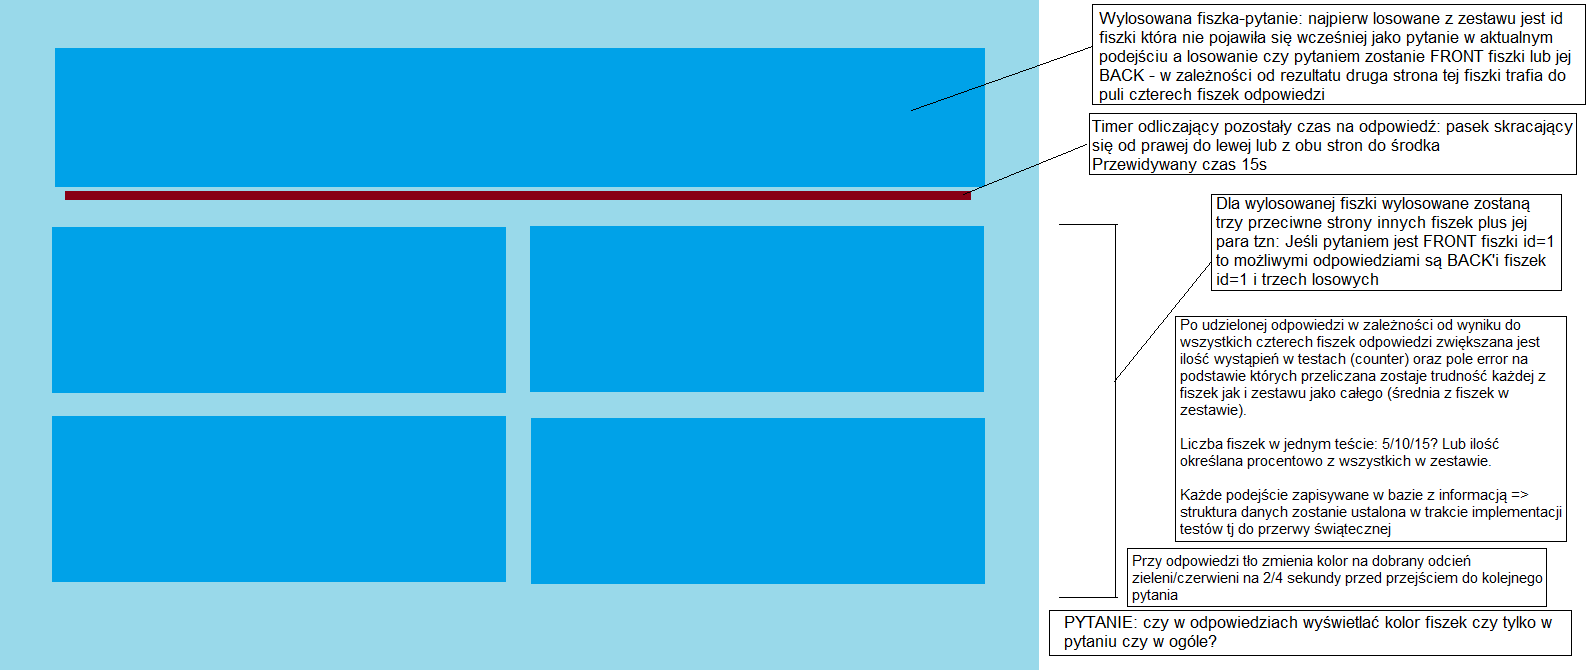 Wylosowana fiszka-pytanie: najpierw losowane z zestawu jest id
fiszki która nie pojawiła się wcześniej jako pytanie w aktualnym
podejściu a losowanie czy pytaniem zostanie FRONT fiszki lub jej
BACK - w zależności od rezultatu druga strona tej fiszki trafia do
puli czterech fiszek odpowiedzi
Timer odliczający pozostały czas na odpowiedź: pasek skracający
się od prawej do lewej lub z obu stron do środka
Przewidywany czas 15s
Dla wylosowanej fiszki wylosowane zostaną
trzy przeciwne strony innych fiszek plus jej
para tzn: Jeśli pytaniem jest FRONT fiszki id=1
to możliwymi odpowiedziami są BACK'i fiszek
id=1 i trzech losowych
Po udzielonej odpowiedzi w zależności od wyniku do
wszystkich czterech fiszek odpowiedzi zwiększana jest
ilość wystąpień w testach (counter) oraz pole error na
podstawie których przeliczana zostaje trudność każdej z
fiszek jak i zestawu jako całego (średnia z fiszek w
zestawie).
Liczba fiszek w jednym teście: 5/10/15? Lub ilość
określana procentowo z wszystkich w zestawie.
Każde podejście zapisywane w bazie z informacją =>
struktura danych zostanie ustalona w trakcie implementacji
testów tj do przerwy świątecznej
Przy odpowiedzi tło zmienia kolor na dobrany odcień
zieleni/czerwieni na 2/4 sekundy przed przejściem do kolejnego
pytania
PYTANIE: czy w odpowiedziach wyświetlać kolor fiszek czy tylko w
pytaniu czy w ogóle?